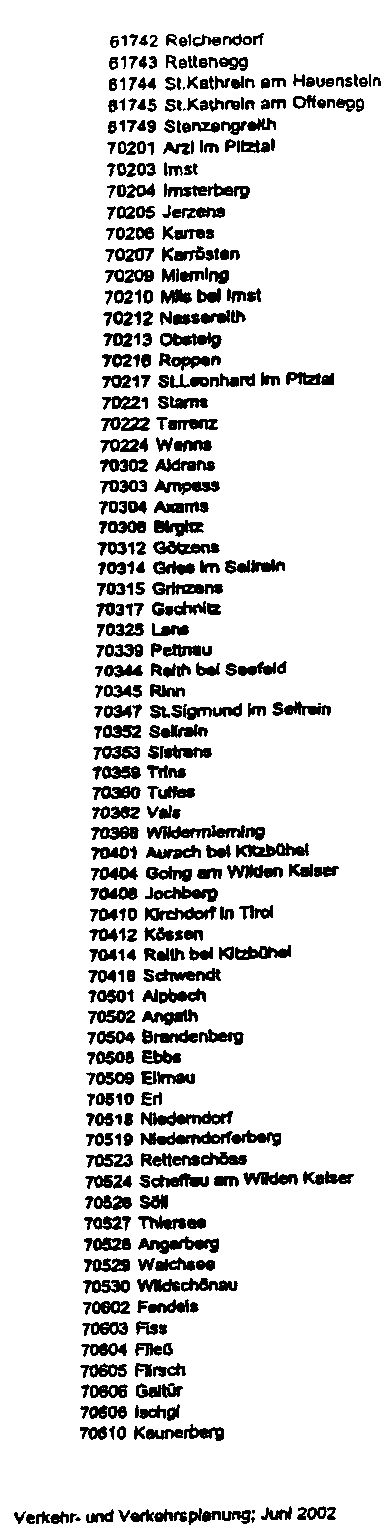 61742 Reichendorf
61743 Rettenegg
61744 St.Kathrein am Hauenstein
61745 St.Kathrein am Offenegg
61749 Stenzengreith
70201 Arzl im Pitztal
70203 Imst
70204 Imsterberg
70205 Jerzens
70206 Karres
70207 Karrösten
70209 Mieming
70210 Mils bei Imst
70212 Nassereith
70213 Obsteig
70216 Roppen
70217 St.Leonhard im Pitztal
70221 Stams
70222 Tarrenz
70224 Wenns
70302 Aldrans
70303 Ampass
70304 Axams
70306 Birgitz
70312 Götzens
70314 Gries im Sellrain
70315 Grinzens
70317 Gschnitz
70325 Lans
70339 Pettnau
70344 Reith bei Seefeld
70345 Rinn
70347 St.Sigmund im Sellrain
70352 Sellrain
70353 Sistrans
70359 Trins
70360 Tulfes
70362 Vals
70368 Wildermieming
70401 Aurach bei Kitzbühel
70404 Going am Wilden Kaiser
70408 Jochberg
70410 Kirchdorf in Tirol
70412 Kössen
70414 Reith bei Kitzbühel
70418 Schwendt
70501 Alpbach
70502 Angath
70504 Brandenberg
70508 Ebbs
70509 Ellmau
70510 Erl
70518 Niederndorf
70519 Niederndorferberg
70523 Rettenschöss
70524 Scheffau am Wilden Kaiser
70526 Söll
70527 Thiersee
70528 Angerberg
70529 Walchsee
70530 Wildschönau
70602 Fendels
70603 Fiss
70604 Fließ
70605 Flirsch
70606 Galtür
70608 Ischgl
70610 Kaunerberg
Verkehr- und Verkehrsplanung; Juni 2002